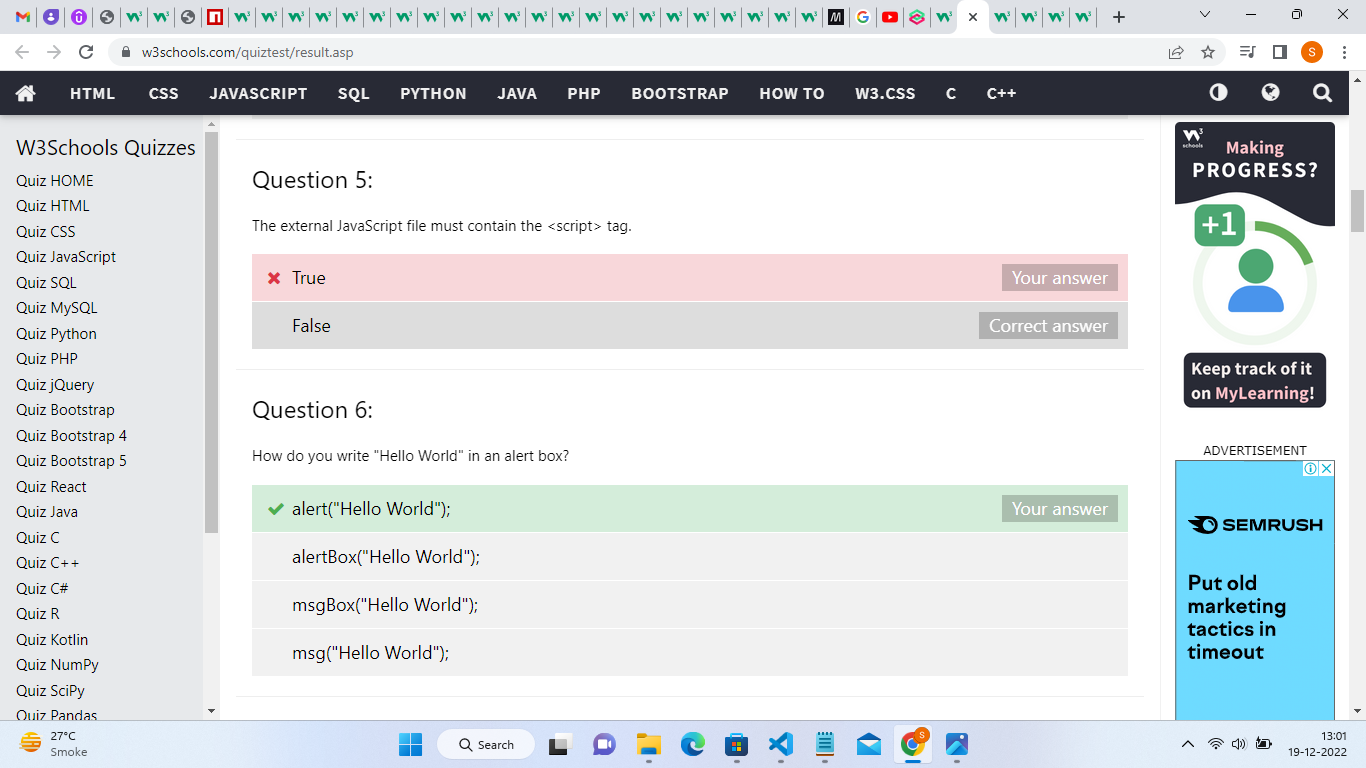 w3schools.com/quiztest/result.asp
S
HTML CSS JAVASCRIPT SQL PYTHON JAVA PHP BOOTSTRAP HOW TO W3.CSS C C++
W3Schools Quizzes
Quiz HOME
Quiz HTML
Quiz CSS
Quiz JavaScript
Quiz SQL
Quiz MySQL
Quiz Python
Quiz PHP
Quiz jQuery
Quiz Bootstrap
Quiz Bootstrap 4
Quiz Bootstrap 5
Quiz React
Quiz Java
Quiz C
Quiz C++
Quiz C#
Quiz R
Quiz Kotlin
Quiz NumPy
Quiz SciPy
Quiz Pandas
Question 5:
The external JavaScript file must contain the <script> tag.
True Your answer
False Correct answer
Question 6:
How do you write "Hello World" in an alert box?
alert("Hello World"); Your answer
alertBox("Hello World");
msgBox("Hello World");
msg("Hello World");
W3
schools
Making
PROGRESS?
+1
Keep track of it
on MyLearning!
ADVERTISEMENT
SEMRUSH
Put old
marketing
tactics in
timeout
27°C
Smoke
Search
S
13:01
19-12-2022